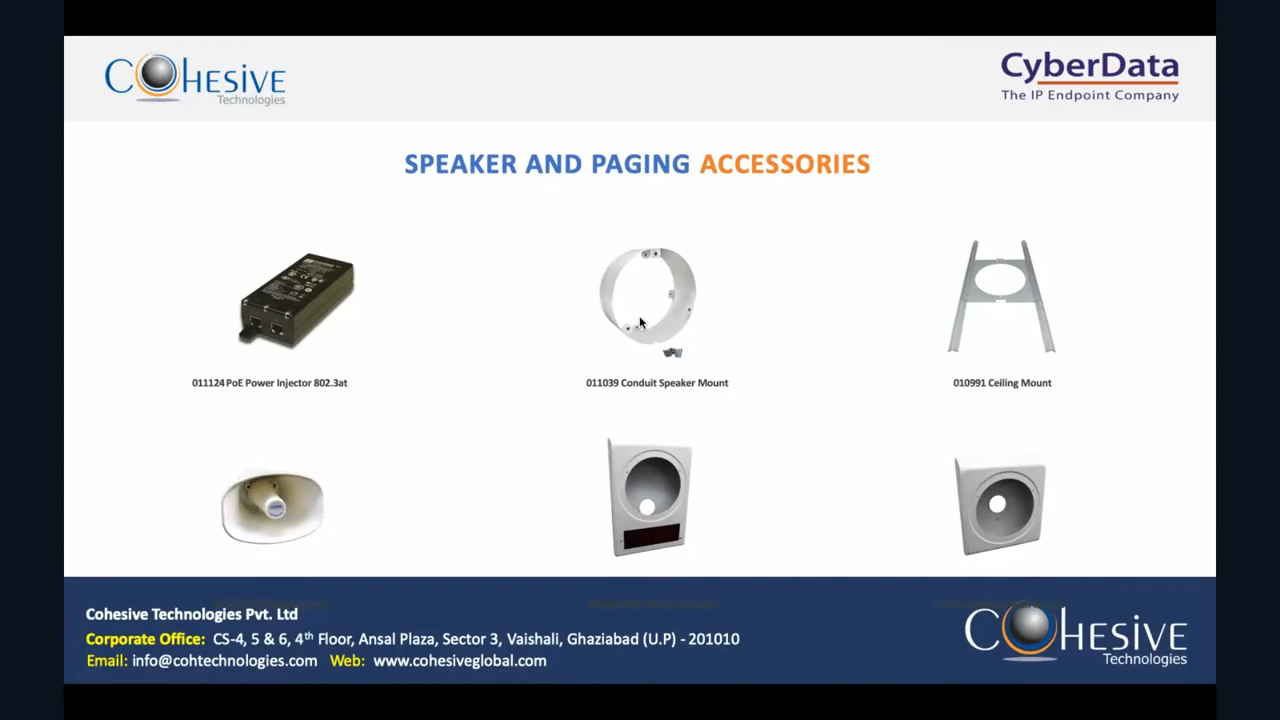 COHESIVE
Technologies
CyberData
The IP Endpoint Company
SPEAKER AND PAGING ACCESSORIES
011124 PoE Power Injector 802.3at
011039 Conduit Speaker Mount
010991 Ceiling Mount
Cohesive Technologies Pvt. Ltd
Corporate Office: CS-4, 5 & 6, 4th Floor, Ansal Plaza, Sector 3, Vaishali, Ghaziabad (U.P) - 201010
Email: info@cohtechnologies.com Web: www.cohesiveglobal.com
COHESIVE
Technologies